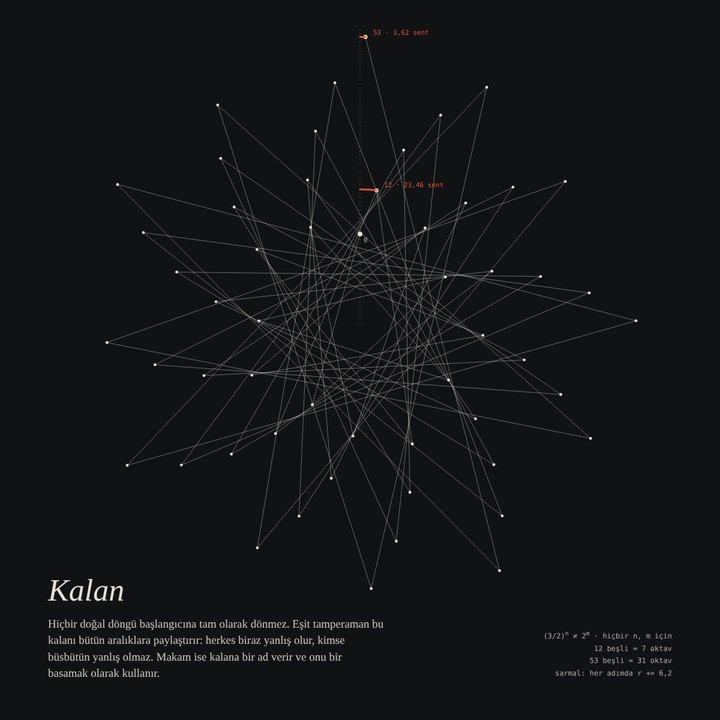 53 · 3,62 sent
12 · 23,46 sent
0
Kalan
Hiçbir doğal döngü başlangıcına tam olarak dönmez. Eşit tamperaman bu
kalanı bütün aralıklara paylaştırır: herkes biraz yanlış olur, kimse
büsbütün yanlış olmaz. Makam ise kalana bir ad verir ve onu bir
basamak olarak kullanır.
(3/2)ⁿ ≠ 2ᵐ · hiçbir n, m için
12 beşli ≈ 7 oktav
53 beşli ≈ 31 oktav
sarmal: her adımda r += 6,2